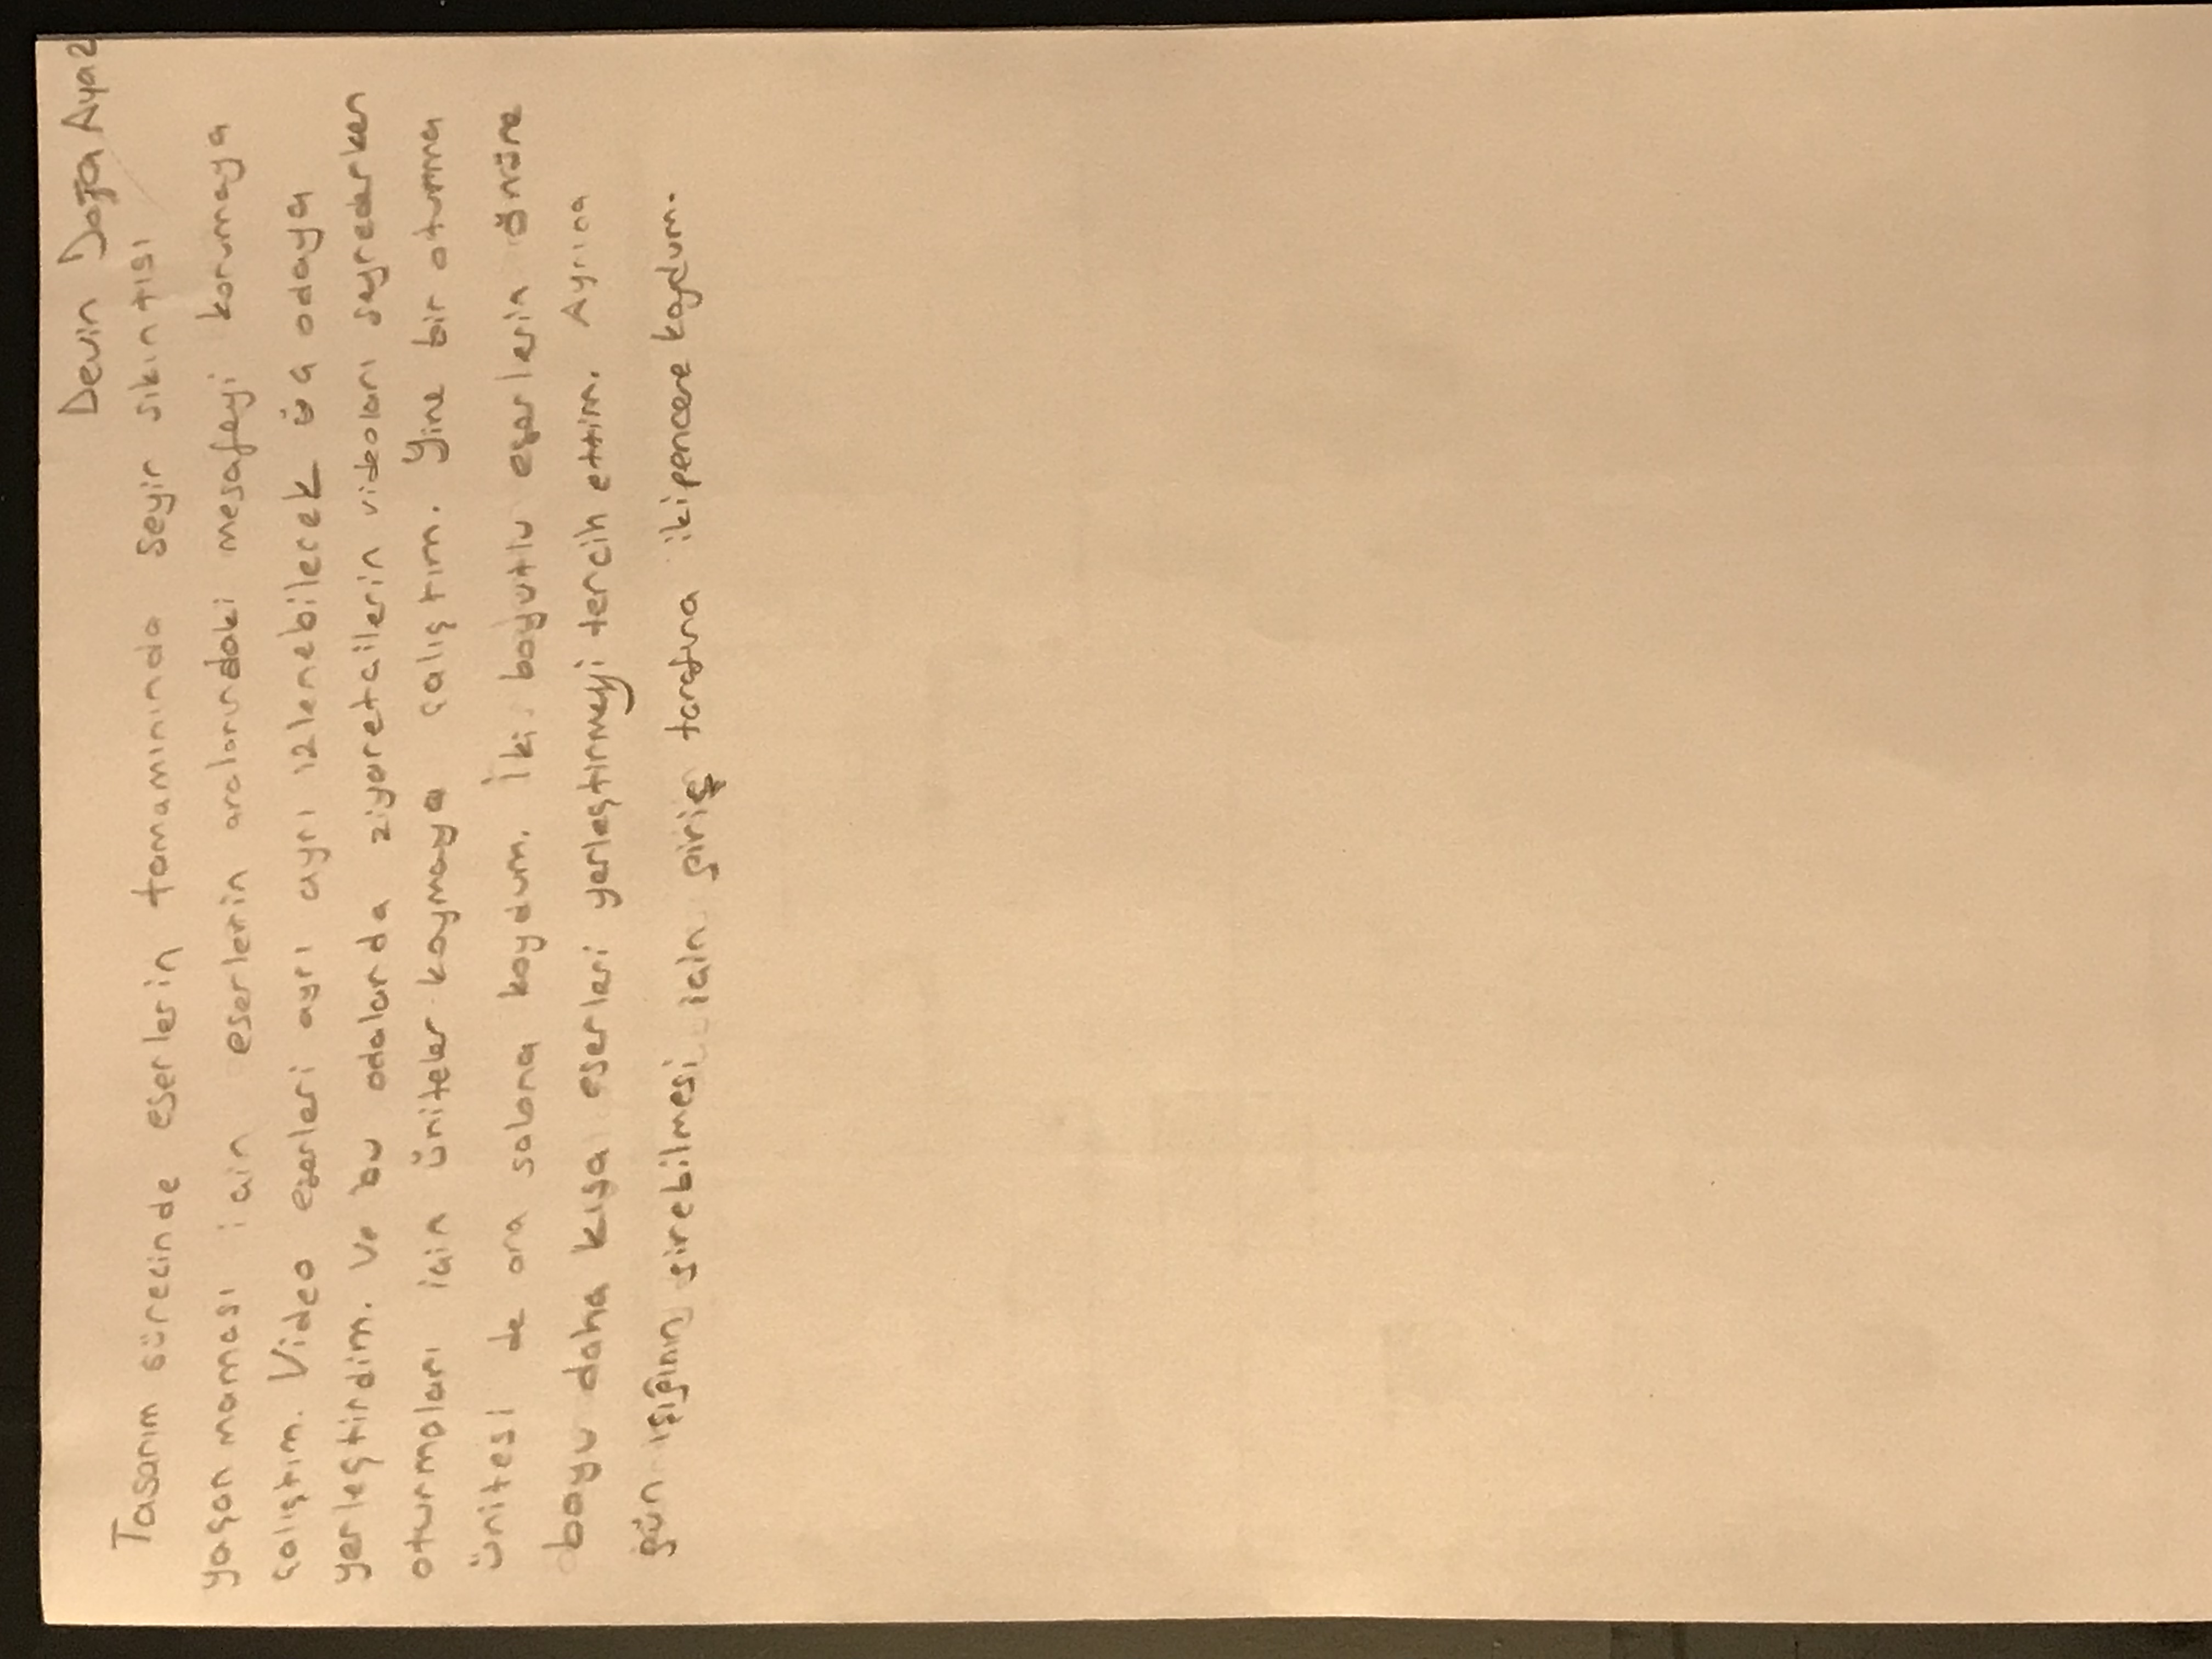 Devin Doğa Ayaz
Tasarım sürecinde eserlerin tamamınında seyir sıkıntısı
yaşanmaması için eserlerin aralarındaki mesafeyi korumaya
çalıştım. Video eserleri ayrı ayrı izlenebilecek üç odaya
yerleştirdim. Ve bu odalarda ziyaretçilerin videoları seyrederken
oturmaları için üniteler koymaya çalıştım. Yine bir oturma
ünitesi de ara salona koydum. İki boyutlu eserlerin önüne
boyu daha kısa eserleri yerleştirmeyi tercih ettim. Ayrıca
gün ışığının girebilmesi için giriş tarafına iki pencere koydum.